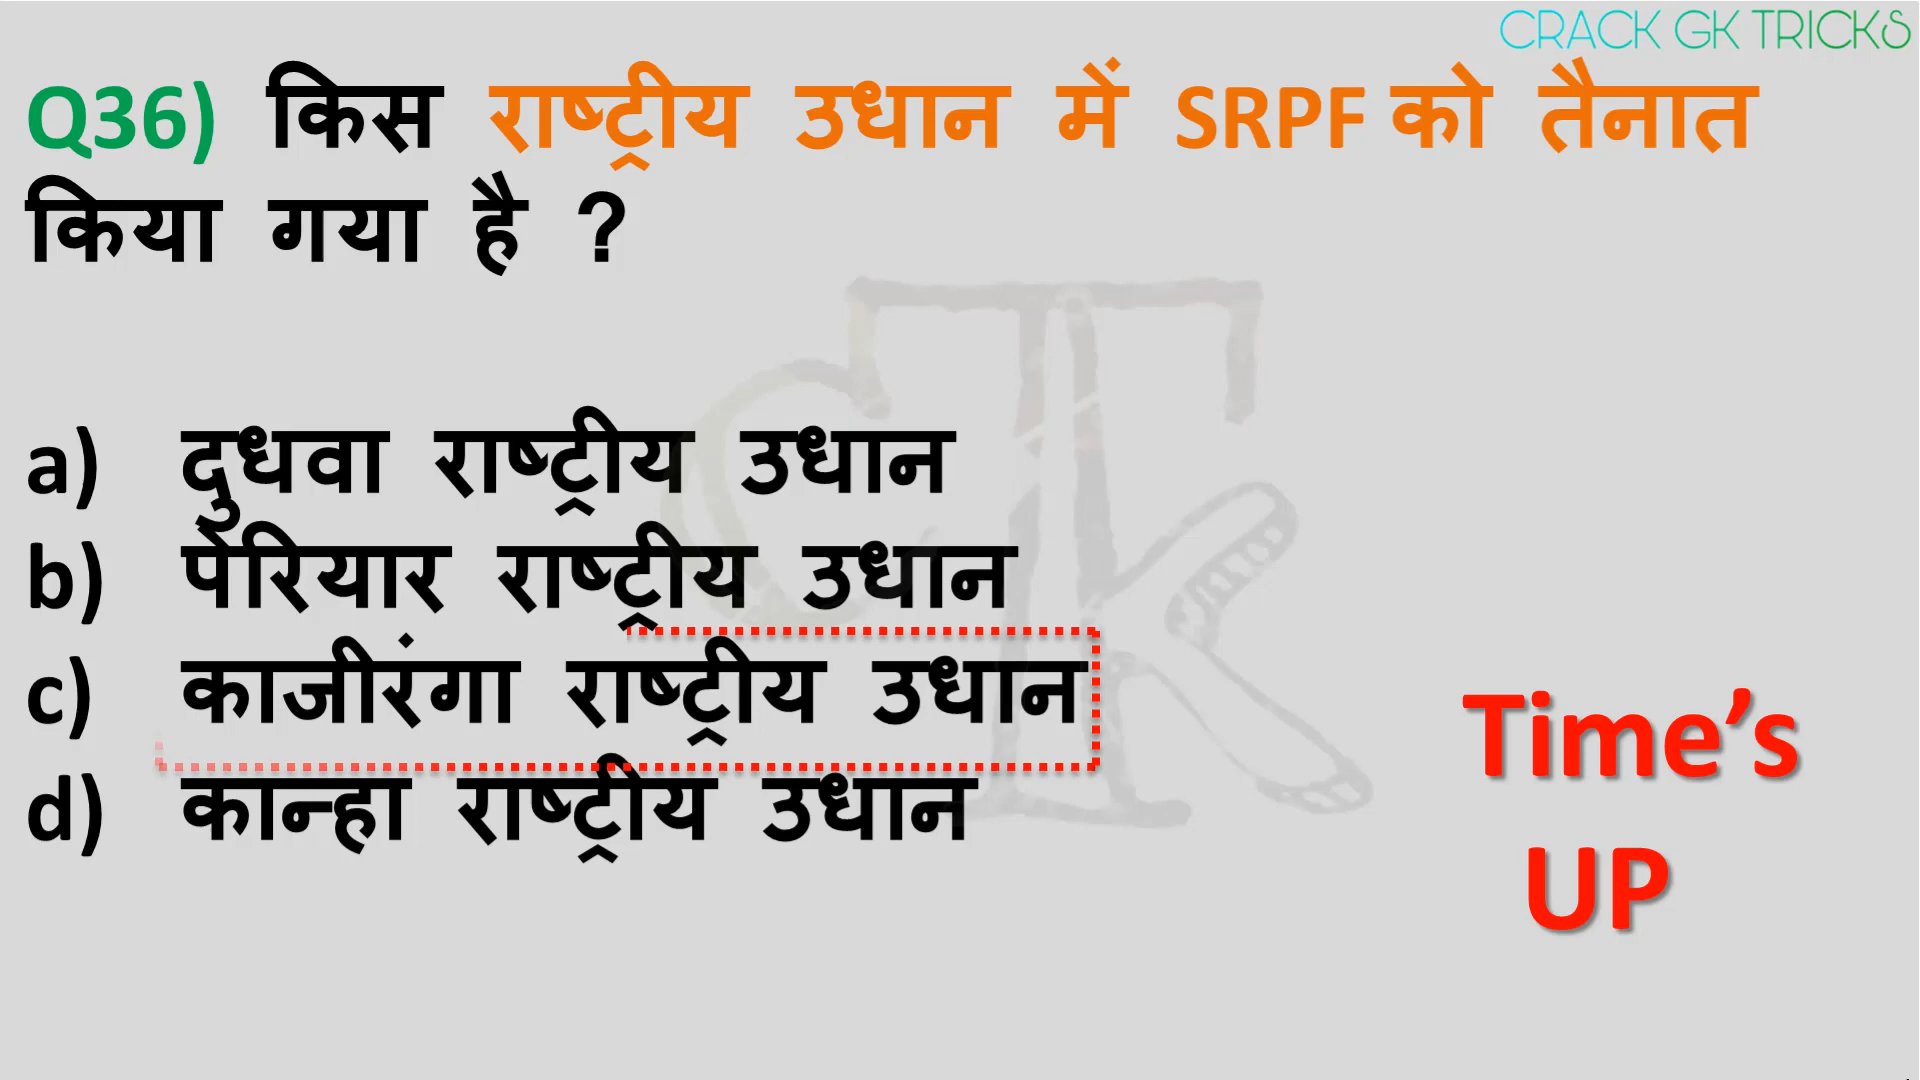 CRACK GK TRICKS
Q36) किस राष्ट्रीय उधान में SRPF को तैनात
किया गया है ?
a) दुधवा राष्ट्रीय उधान
b) पेरियार राष्ट्रीय उधान
c) काजीरंगा राष्ट्रीय उधान
d) कान्हा राष्ट्रीय उधान
Time's
UP